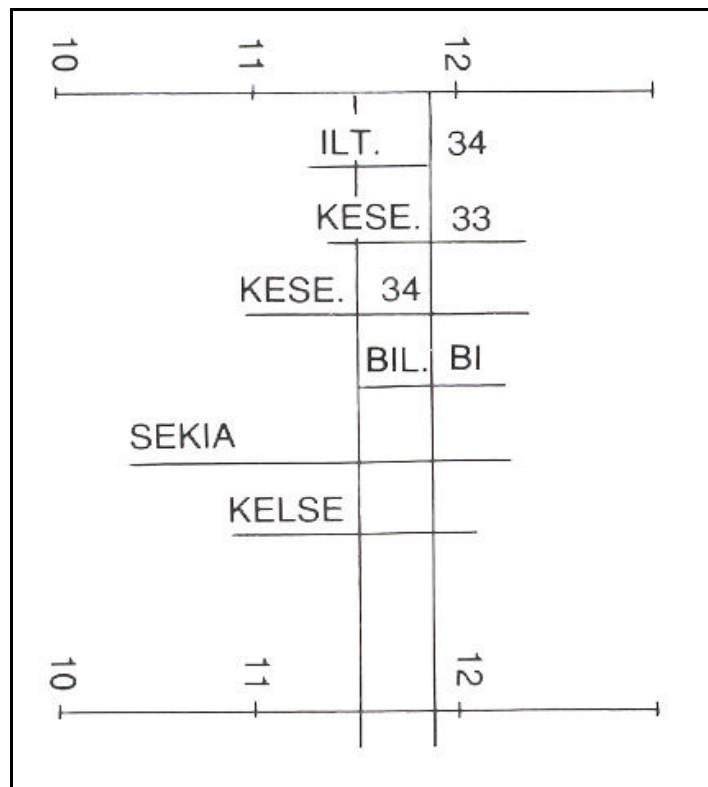 10 11 12
ILT. 34
KESE. 33
KESE. 34
BIL. BI
SEKIA
KELSE
10 11 12